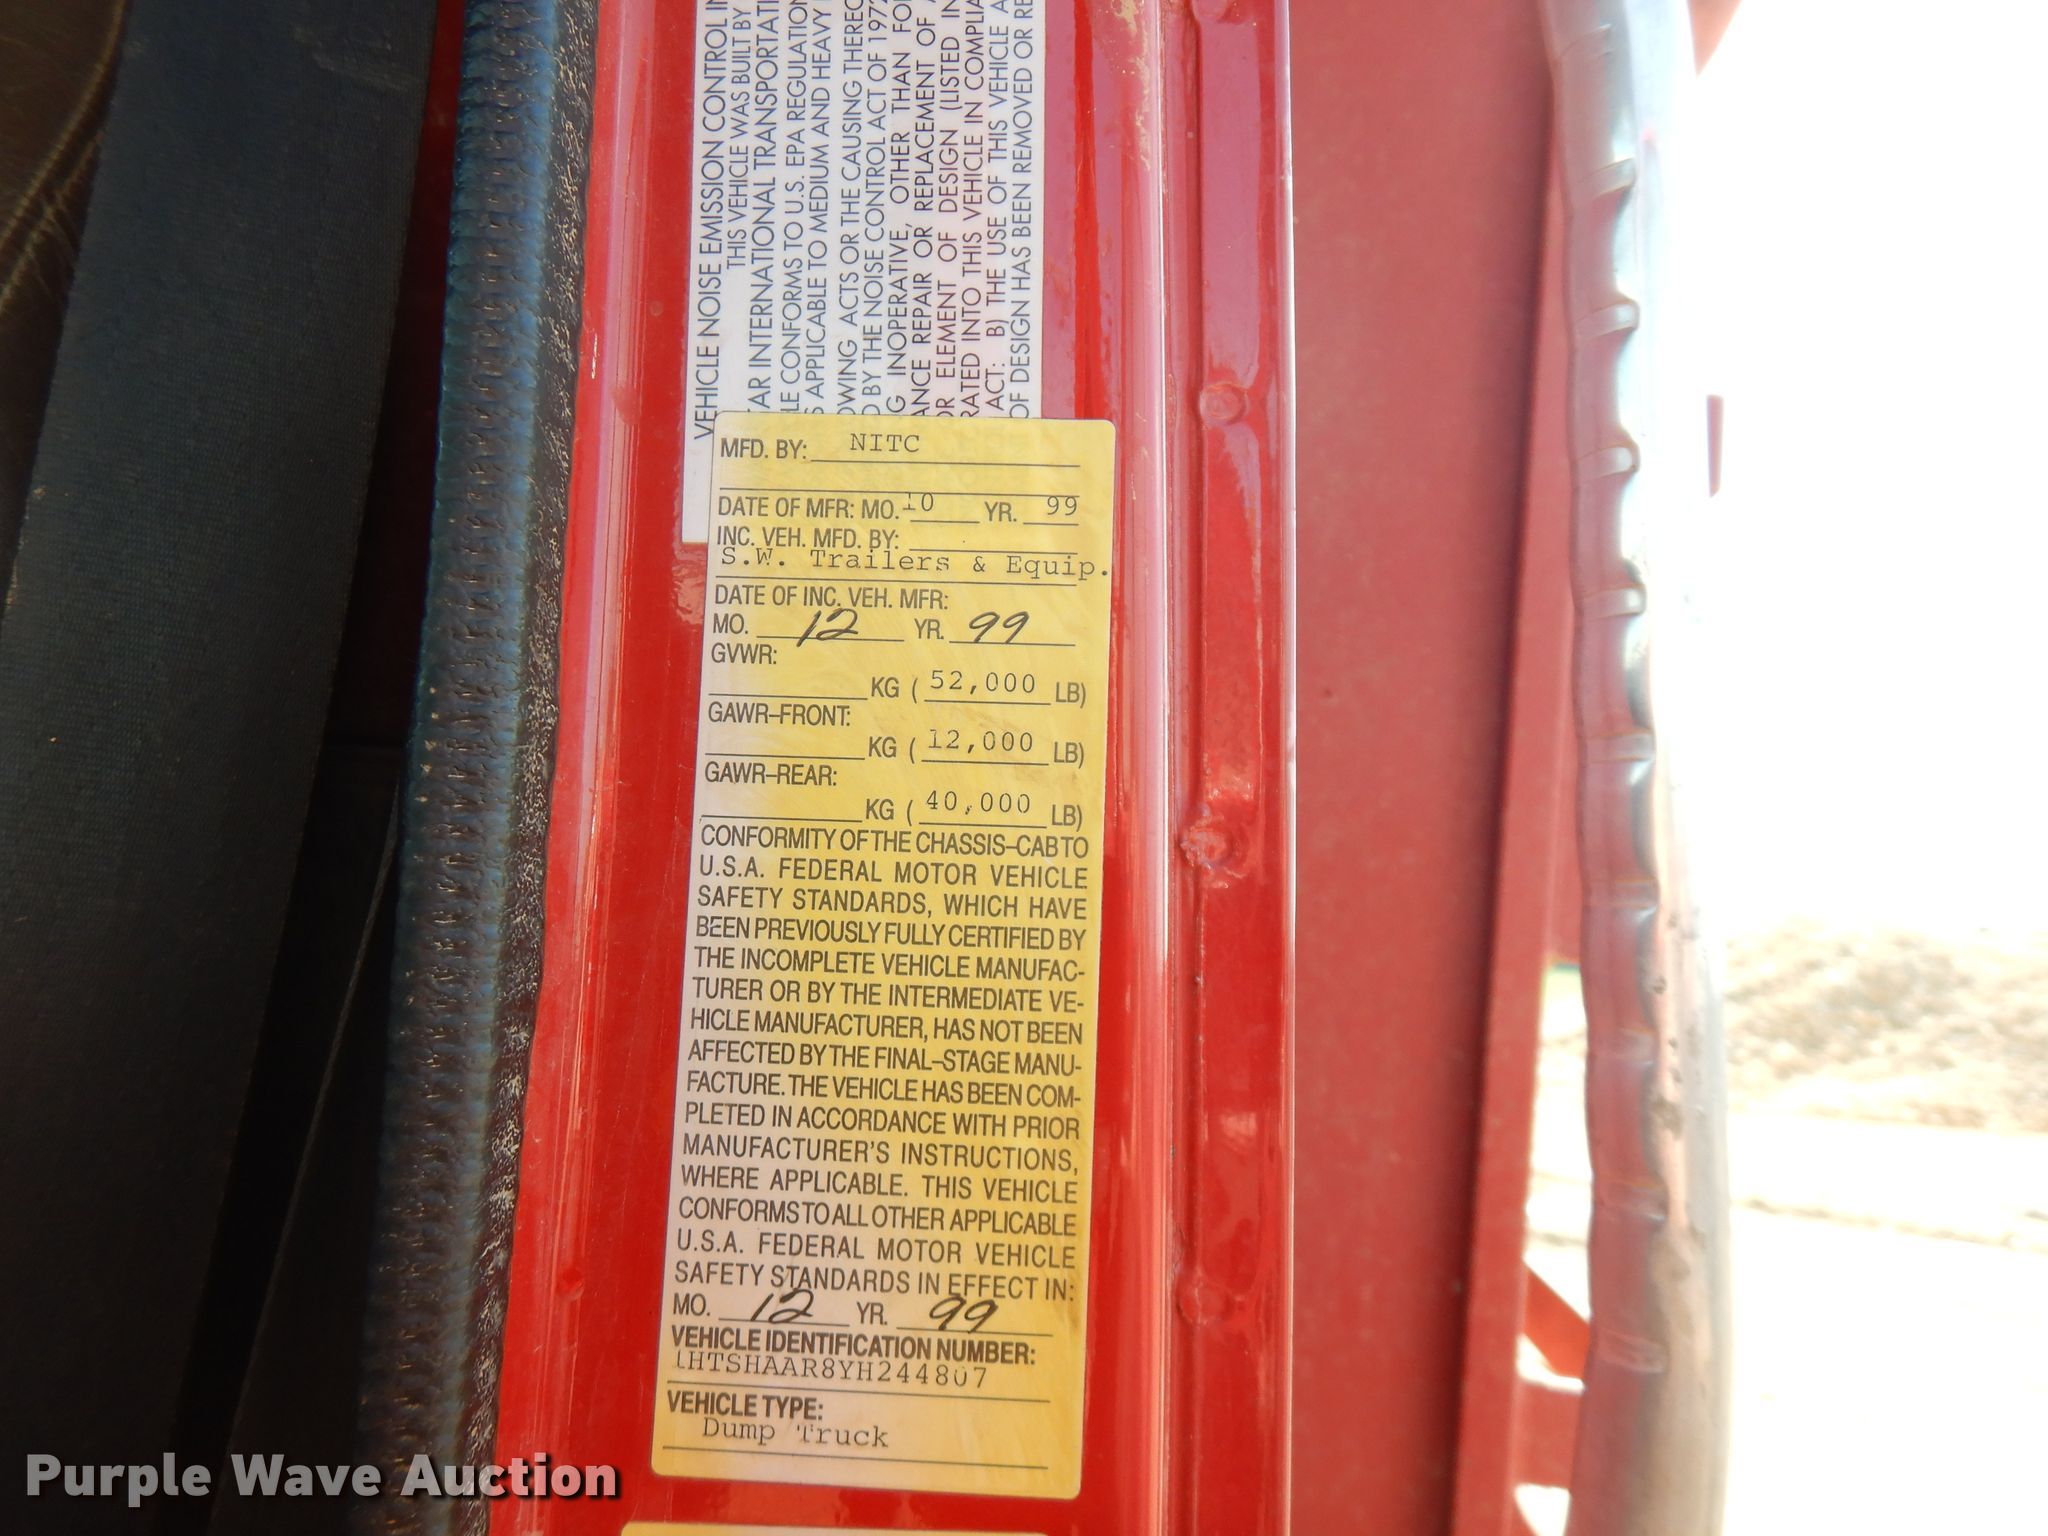 VEHICLE NOISE EMISSION CONTROL
THIS VEHICLE WAS BUILT BY
INTERNATIONAL
CONFORMS TO U.S. EPA
APPLICABLE TO MEDIUM AND HEAVY
ACTS OR THE CAUSING
BY THE NOISE CONTROL ACT OF
INOPERATIVE, OTHER THAN
REPAIR OR REPLACEMENT OF
ELEMENT OF DESIGN (LISTED
INTO THIS VEHICLE IN
ACT: B) THE USE OF THIS VEHICLE
OF DESIGN HAS BEEN REMOVED OR
MFD. BY: NITC
DATE OF MFR: MO. 10 YR. 99
INC. VEH. MFD. BY:
S.W. Trailers & Equip.
DATE OF INC. VEH. MFR:
MO. 12 YR. 99
GVWR:
KG ( 52,000 LB)
GAWR-FRONT:
KG ( 12,000 LB)
GAWR-REAR:
KG ( 40,000 LB)
CONFORMITY OF THE CHASSIS-CAB TO
U.S.A. FEDERAL MOTOR VEHICLE
SAFETY STANDARDS, WHICH HAVE
BEEN PREVIOUSLY FULLY CERTIFIED BY
THE INCOMPLETE VEHICLE MANUFAC-
TURER OR BY THE INTERMEDIATE VE-
HICLE MANUFACTURER, HAS NOT BEEN
AFFECTED BY THE FINAL-STAGE MANU-
FACTURE. THE VEHICLE HAS BEEN COM-
PLETED IN ACCORDANCE WITH PRIOR
MANUFACTURER'S INSTRUCTIONS,
WHERE APPLICABLE. THIS VEHICLE
CONFORMS TO ALL OTHER APPLICABLE
U.S.A. FEDERAL MOTOR VEHICLE
SAFETY STANDARDS IN EFFECT IN:
MO. 12 YR. 99
VEHICLE IDENTIFICATION NUMBER:
1HTSHAAR8YH244807
VEHICLE TYPE:
Dump Truck
Purple Wave Auction